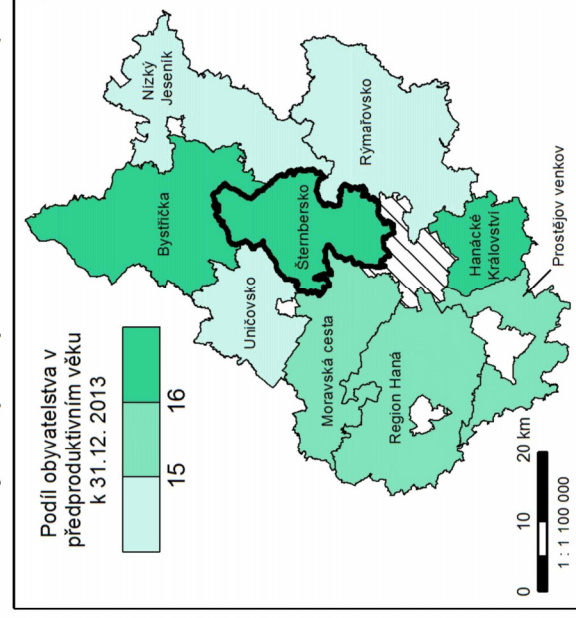 Podíl obyvatelstva v
předproduktivním věku
k 31.12. 2013
15
16
Nízký
Jeseník
Bystřička
Rýmařovsko
Šternbersko
Uničovsko
Moravská cesta
Hanácké
Království
Region Haná
Prostějov venkov
0 10 20 km
1 : 1 100 000